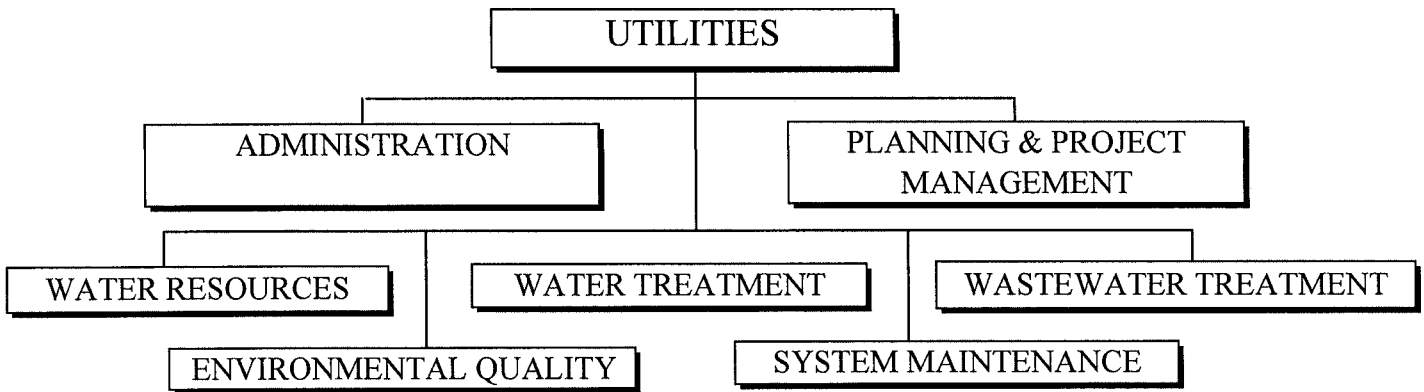 UTILITIES
ADMINISTRATION
PLANNING & PROJECT
MANAGEMENT
WATER RESOURCES
WATER TREATMENT
WASTEWATER TREATMENT
ENVIRONMENTAL QUALITY
SYSTEM MAINTENANCE